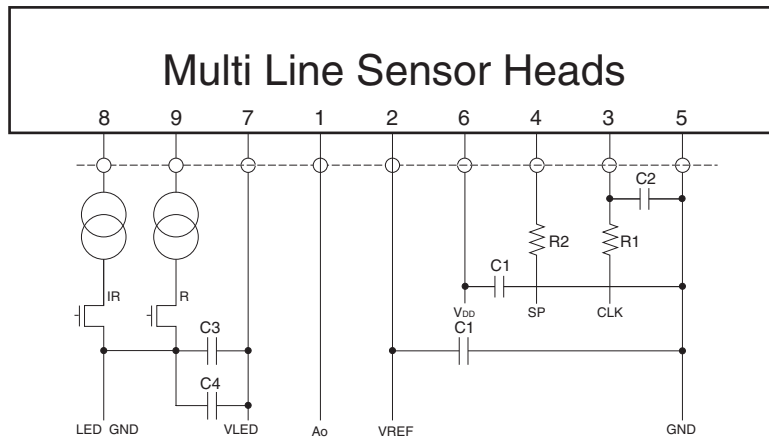 Multi Line Sensor Heads
8 9 7 1 2 6 4 3 5
C2
R2 R1
C1
IR R
VDD SP CLK
C3 C1
C4
LED GND VLED Ao VREF GND